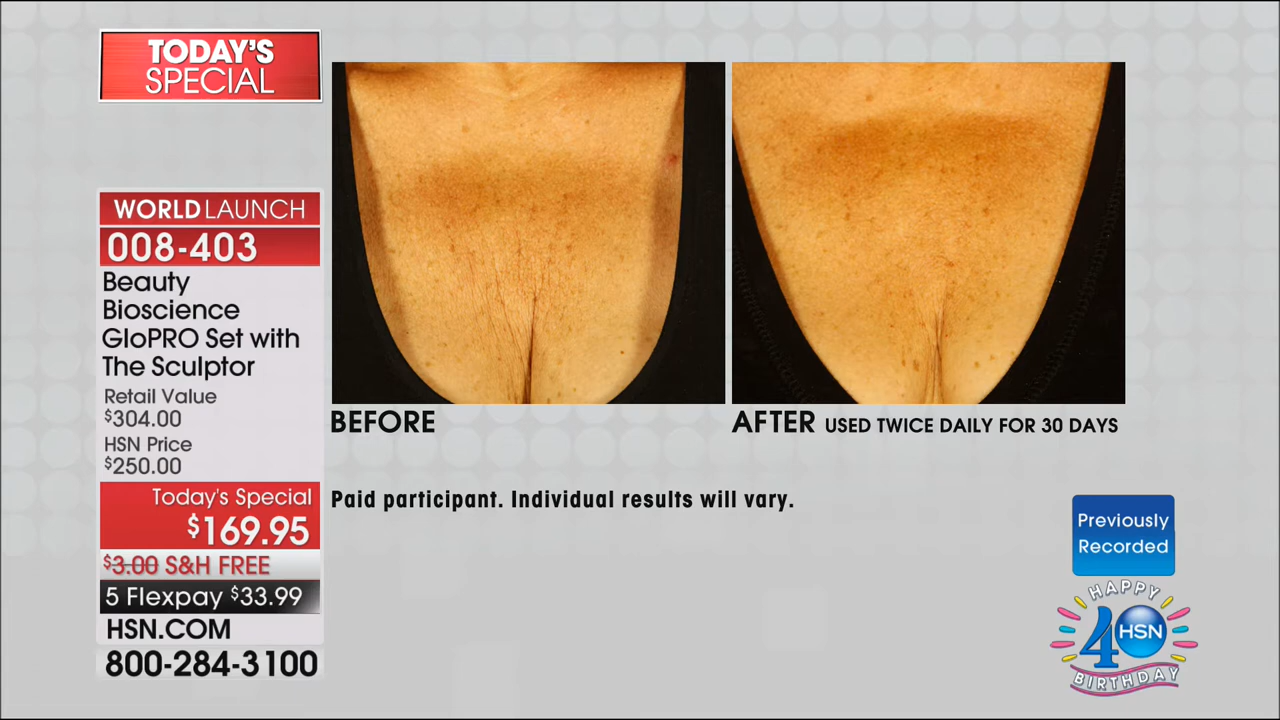 TODAY'S
SPECIAL
WORLD LAUNCH
008-403
Beauty
Bioscience
GloPRO Set with
The Sculptor
Retail Value
$304.00
HSN Price
$250.00
Today's Special
$169.95
$3.00 S&H FREE
5 Flexpay $33.99
HSN.COM
800-284-3100
BEFORE
AFTER USED TWICE DAILY FOR 30 DAYS
Paid participant. Individual results will vary.
Previously
Recorded
HAPPY
40 HSN
BIRTHDAY